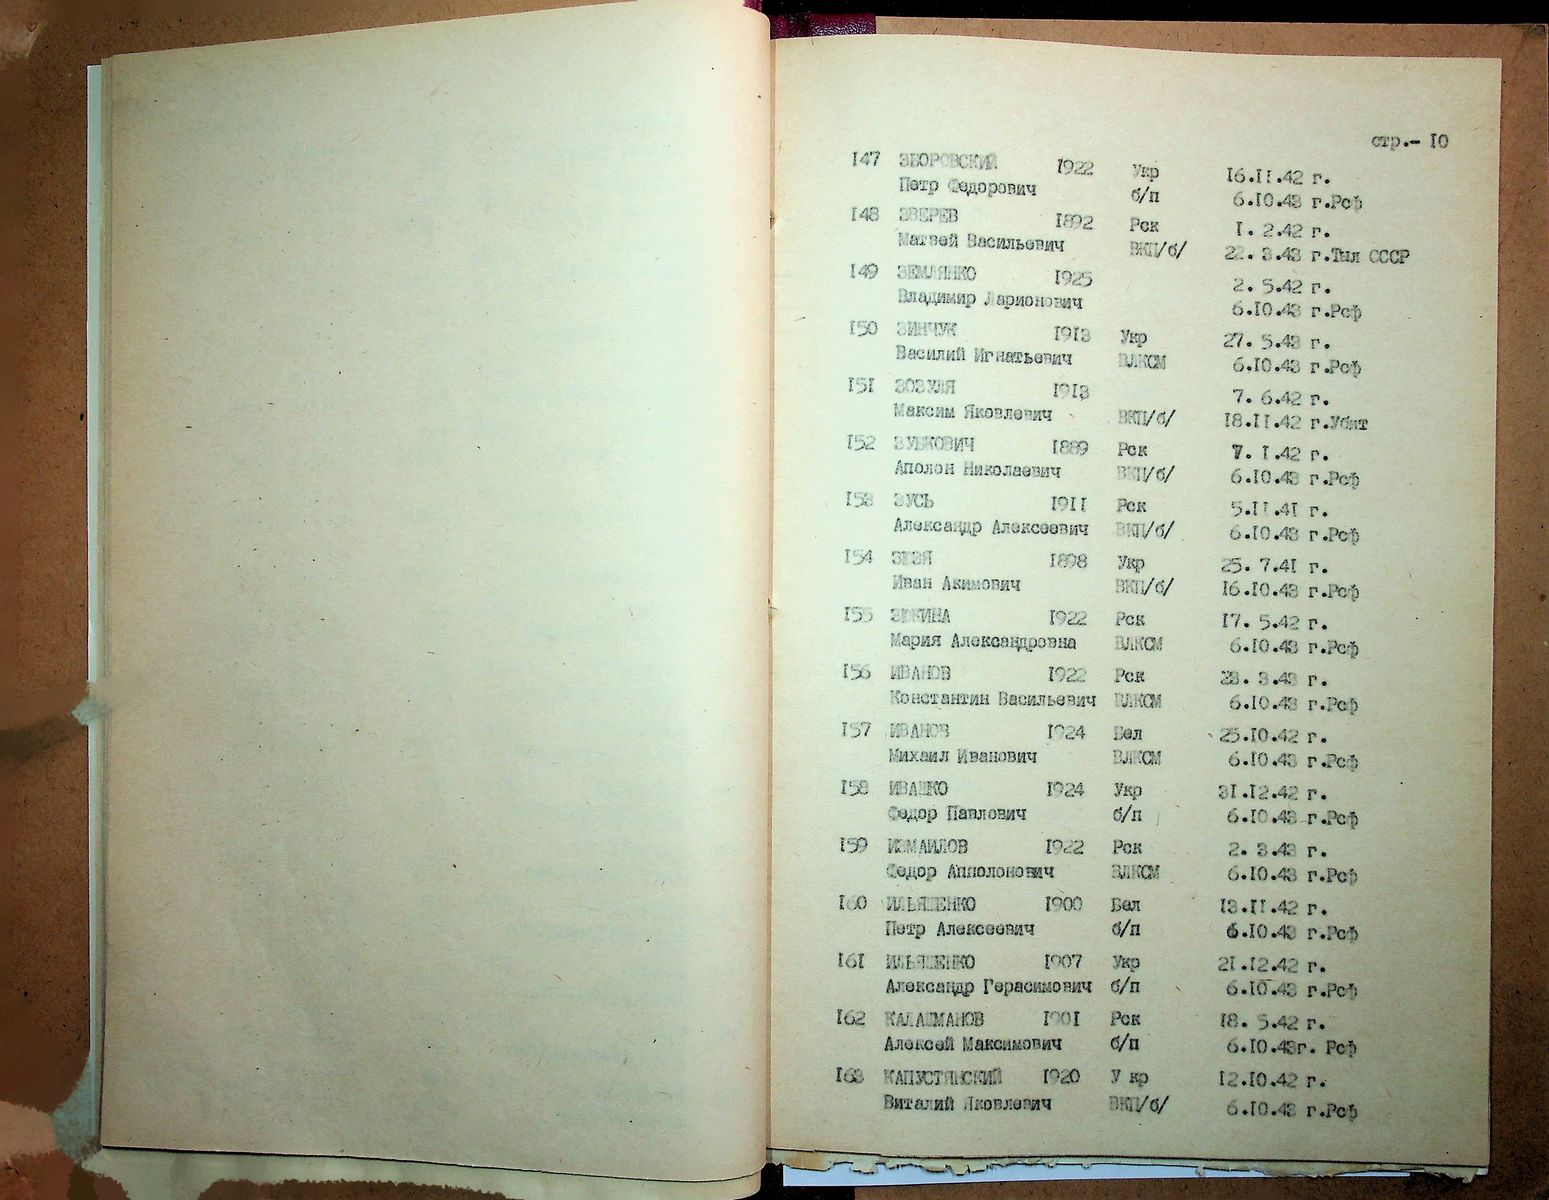 стр.- 10
147 ЗБОРОВСКИЙ 1922 Укр 16.11.42 г.
Петр Федорович б/п 6.10.43 г.Рсф
148 ЗВЕРЕВ 1892 Рск 1. 2.42 г.
Матвей Васильевич ВКП/б/ 22. 3.43 г.Тыл СССР
149 ЗЕМЛЯНКО 1925 2. 5.42 г.
Владимир Ларионович 6.10.43 г.Рсф
150 ЗИНЧУК 1913 Укр 27. 5.43 г.
Василий Игнатьевич ВЛКСМ 6.10.43 г.Рсф
151 ЗОЗУЛЯ 1913 7. 6.42 г.
Максим Яковлевич ВКП/б/ 18.11.42 г.Убит
152 ЗУБКОВИЧ 1889 Рск 7. 1.42 г.
Аполон Николаевич ВКП/б/ 6.10.43 г.Рсф
153 ЗУСЬ 1911 Рск 5.11.41 г.
Александр Алексеевич ВКП/б/ 6.10.43 г.Рсф
154 1898 Укр 25. 7.41 г.
Иван Акимович ВКП/б/ 16.10.43 г.Рсф
155 ЗЮКИНА 1922 Рск 17. 5.42 г.
Мария Александровна ВЛКСМ 6.10.43 г.Рсф
156 ИВАНОВ 1922 Рск 23. 3.43 г.
Константин Васильевич ВЛКСМ 6.10.43 г.Рсф
157 ИВАНОВ 1924 Бел 25.10.42 г.
Михаил Иванович ВЛКСМ 6.10.43 г.Рсф
158 ИВАШКО 1924 Укр 31.12.42 г.
Федор Павлович б/п 6.10.43 г.Рсф
159 ИЗМАИЛОВ 1922 Рск 2. 3.43 г.
Федор Апполонович ВЛКСМ 6.10.43 г.Рсф
160 ИЛЬЯШЕНКО 1900 Бел 13.11.42 г.
Петр Алексеевич б/п 6.10.43 г.Рсф
161 ИЛЬЯШЕНКО 1907 Укр 21.12.42 г.
Александр Герасимович б/п 6.10.43 г.Рсф
162 КАЛАШМАНОВ 1901 Рск 18. 5.42 г.
Алексей Максимович б/п 6.10.43г. Рсф
163 КАПУСТЯНСКИЙ 1920 У кр 12.10.42 г.
Виталий Яковлевич ВКП/б/ 6.10.43 г.Рсф